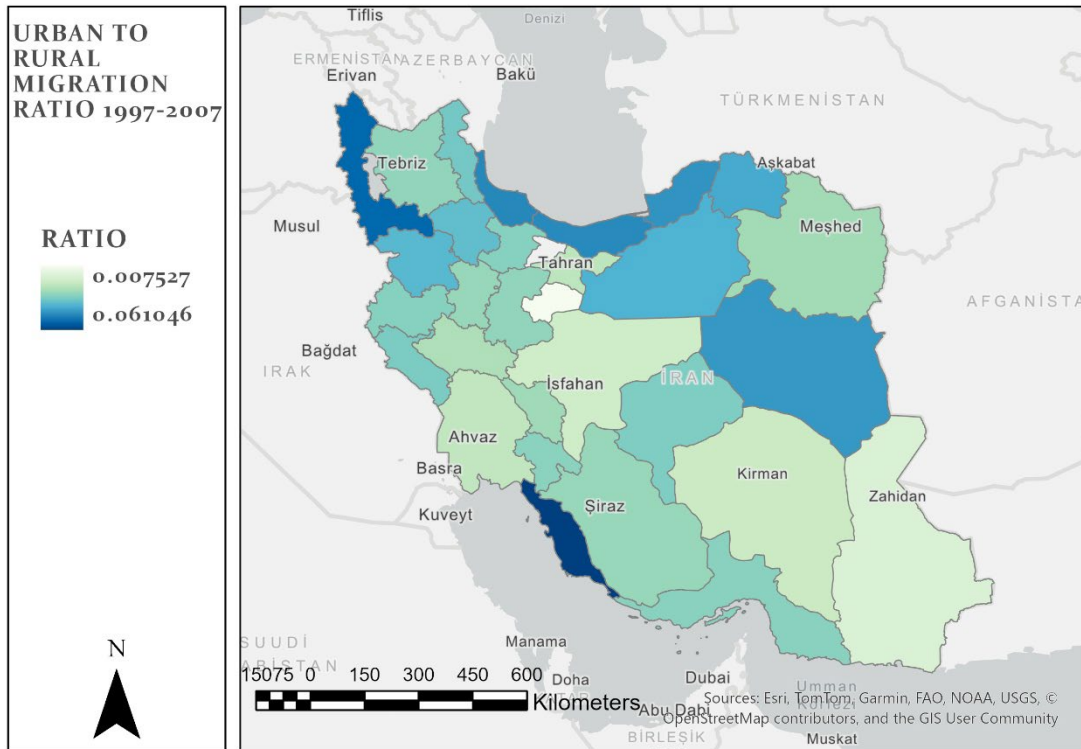 URBAN TO
RURAL
MIGRATION
RATIO 1997-2007
RATIO
0.007527
0.061046
N
Tiflis
Denizi
ERMENİSTAN
AZERBAYCAN
Erivan
Bakü
TÜRKMENİSTAN
Aşkabat
Tebriz
Musul
Meşhed
Tahran
AFGANİSTA
Bağdat
IRAK
İsfahan
İRAN
Ahvaz
Basra
Kirman
Zahidan
Kuveyt
Şiraz
SUUDİ
ABİSTAN
Manama
Doha
Dubai
Umman
Körfezi
Abu Dabi
BİRLEŞİK
Muskat
15075 0 150 300 450 600
Kilometers
Sources: Esri, TomTom, Garmin, FAO, NOAA, USGS, ©
OpenStreetMap contributors, and the GIS User Community